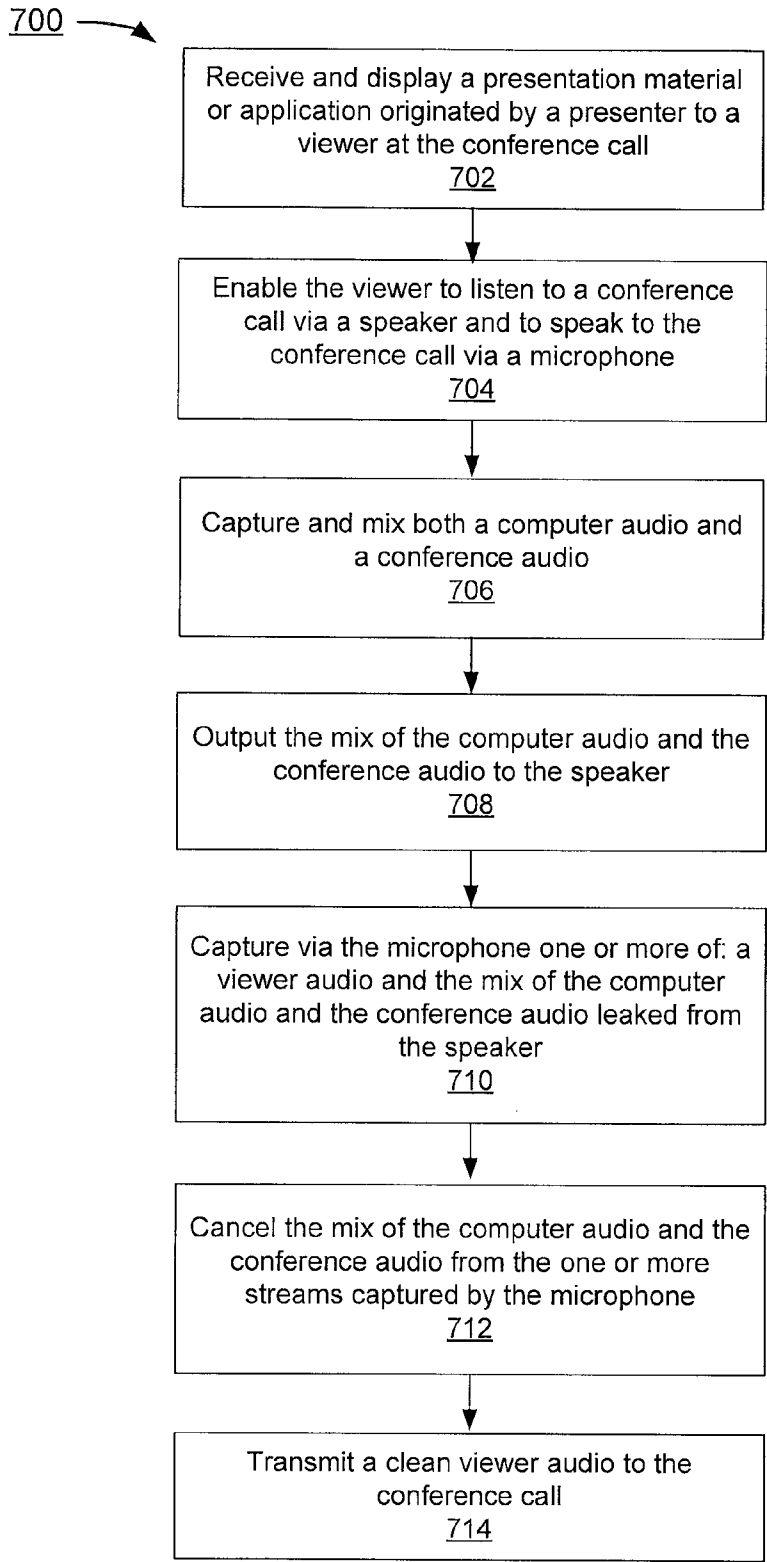 700
Receive and display a presentation material
or application originated by a presenter to a
viewer at the conference call
702
Enable the viewer to listen to a conference
call via a speaker and to speak to the
conference call via a microphone
704
Capture and mix both a computer audio and
a conference audio
706
Output the mix of the computer audio and the
conference audio to the speaker
708
Capture via the microphone one or more of: a
viewer audio and the mix of the computer
audio and the conference audio leaked from
the speaker
710
Cancel the mix of the computer audio and the
conference audio from the one or more
streams captured by the microphone
712
Transmit a clean viewer audio to the
conference call
714